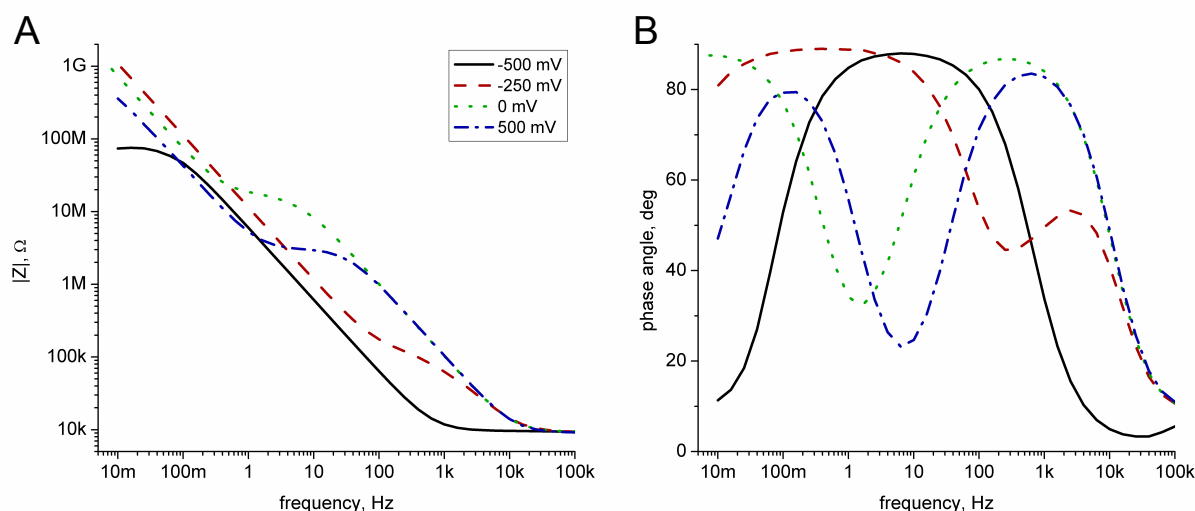 A
B
1G
100M
10M
1M
100k
10k
|Z|, Ω
-500 mV
-250 mV
0 mV
500 mV
10m 100m 1 10 100 1k 10k 100k
frequency, Hz
80
60
40
20
0
phase angle, deg
10m 100m 1 10 100 1k 10k 100k
frequency, Hz